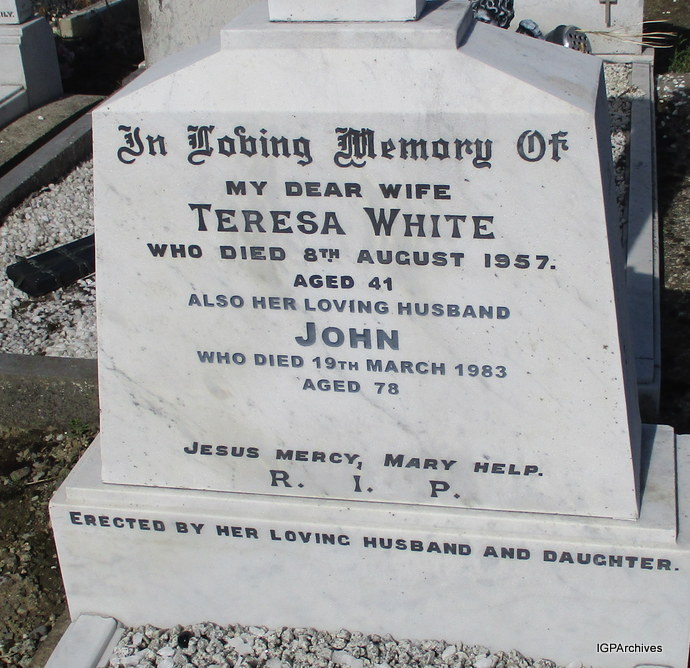 In Loving Memory Of
MY DEAR WIFE
TERESA WHITE
WHO DIED 8TH AUGUST 1957.
AGED 41
ALSO HER LOVING HUSBAND
JOHN
WHO DIED 19TH MARCH 1983
AGED 78
JESUS MERCY, MARY HELP.
R. I. P.
ERECTED BY HER LOVING HUSBAND AND DAUGHTER.
IGPArchives